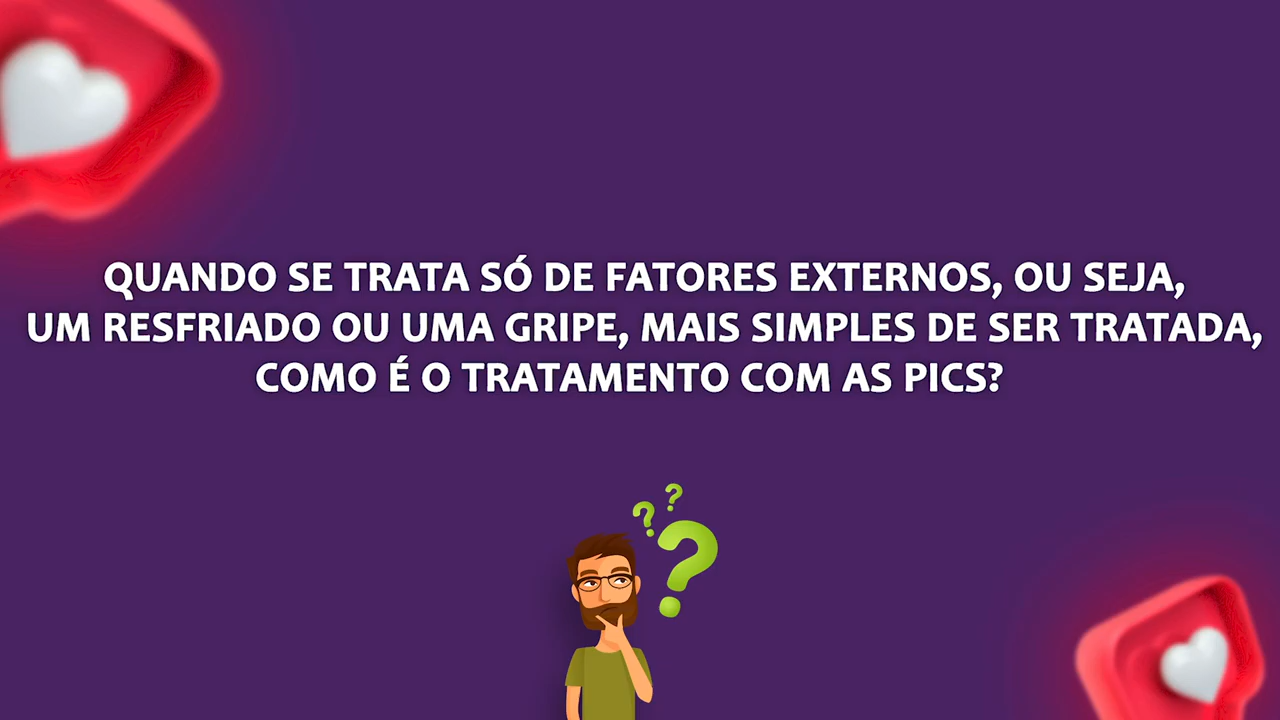 QUANDO SE TRATA SÓ DE FATORES EXTERNOS, OU SEJA,
UM RESFRIADO OU UMA GRIPE, MAIS SIMPLES DE SER TRATADA,
COMO É O TRATAMENTO COM AS PICS?